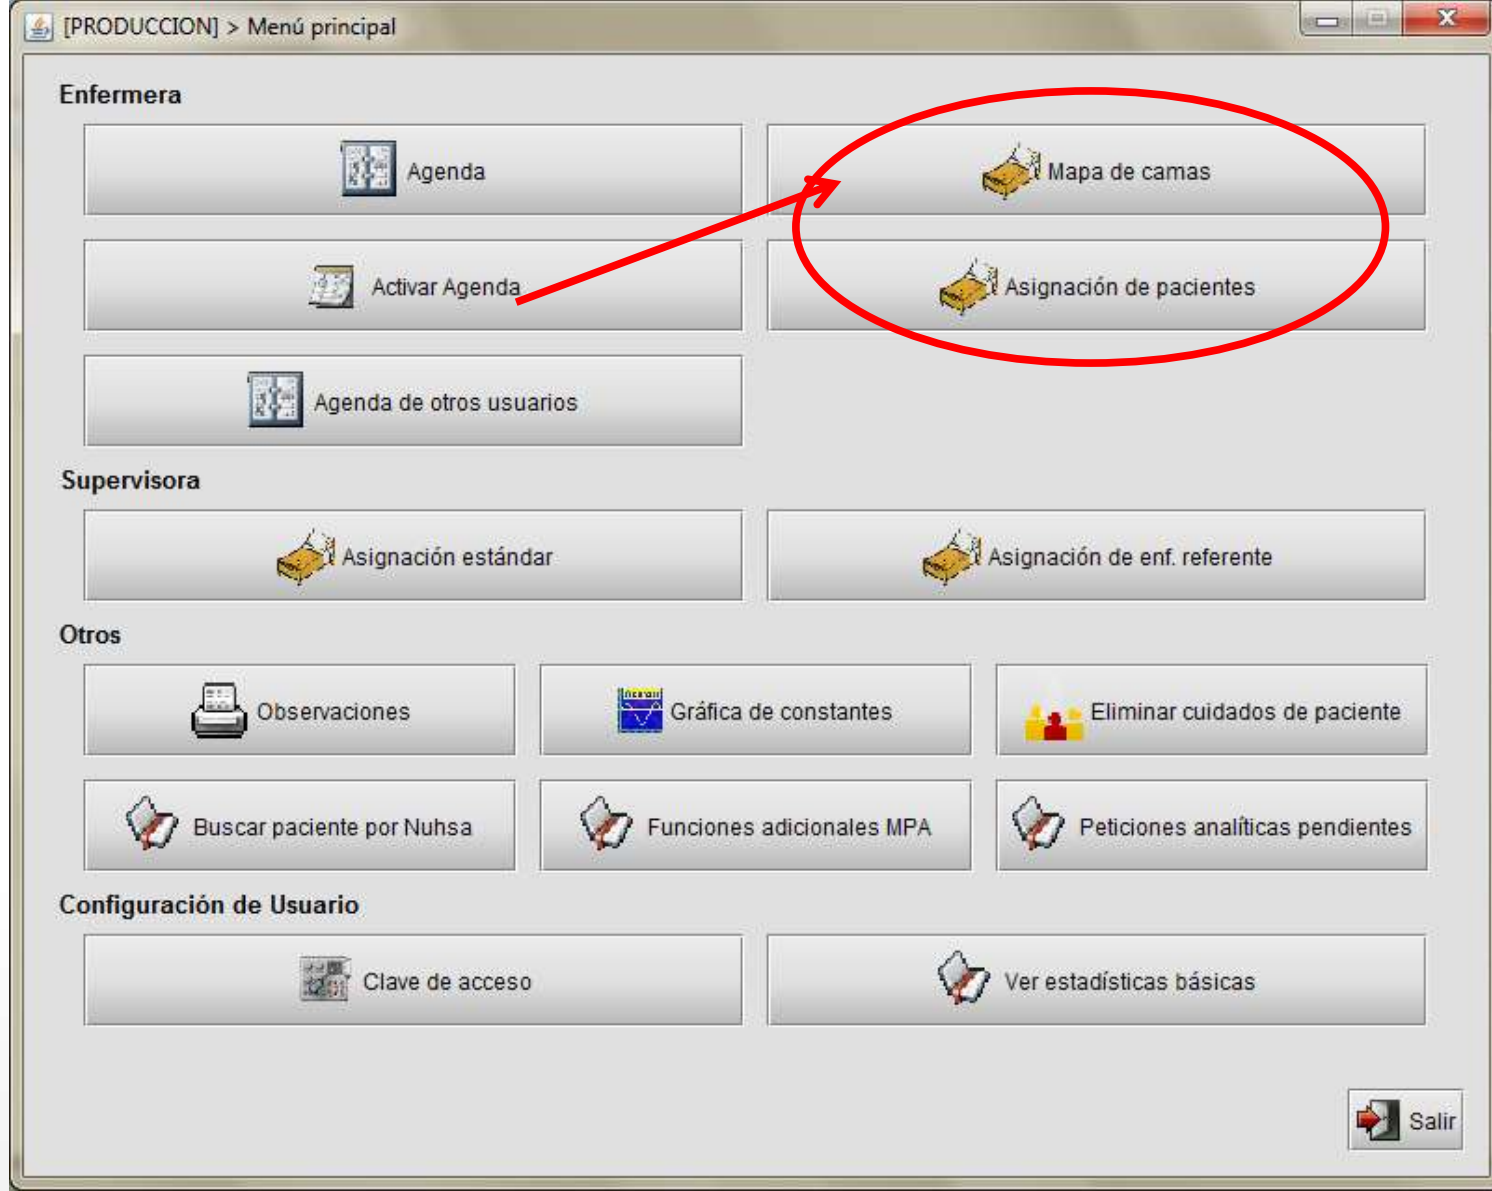 [PRODUCCION] > Menú principal
Enfermera
Agenda
Mapa de camas
Activar Agenda
Asignación de pacientes
Agenda de otros usuarios
Supervisora
Asignación estándar
Asignación de enf. referente
Otros
Observaciones
Gráfica de constantes
Eliminar cuidados de paciente
Buscar paciente por Nuhsa
Funciones adicionales MPA
Peticiones analíticas pendientes
Configuración de Usuario
Clave de acceso
Ver estadísticas básicas
Salir